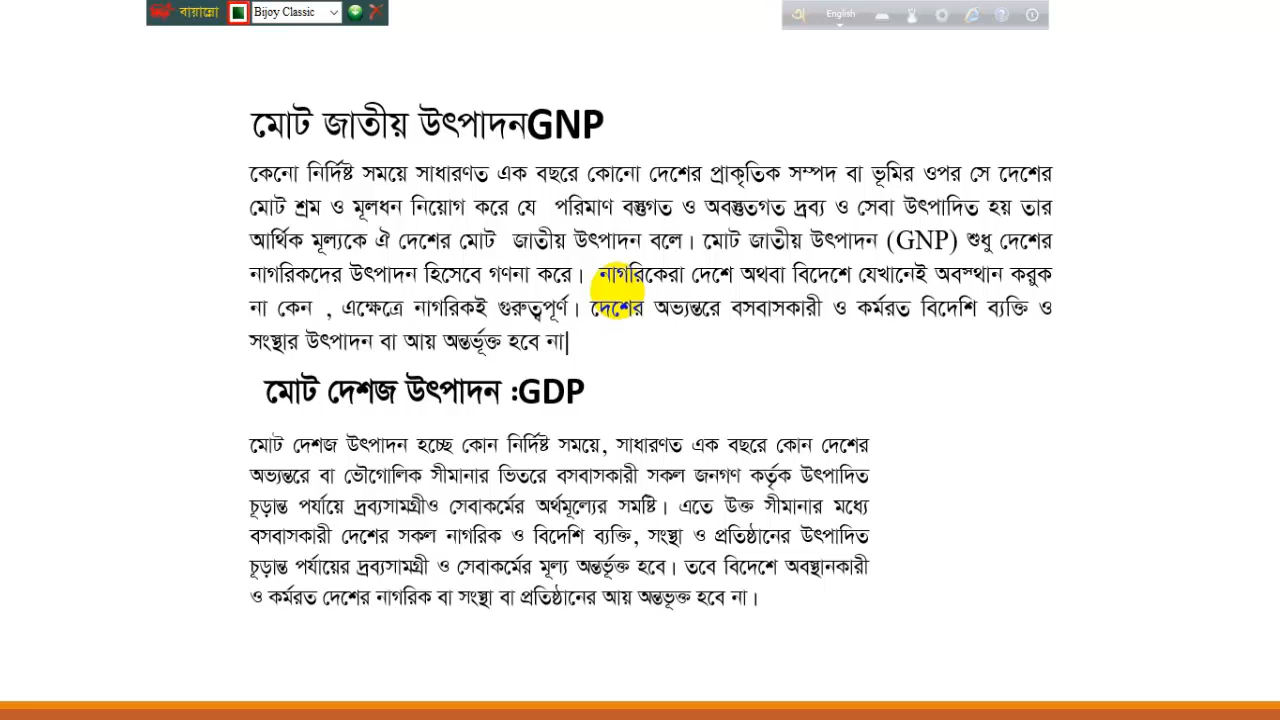 বায়ান্নো Bijoy Classic
English
মোট জাতীয় উৎপাদনGNP
কেনো নির্দিষ্ট সময়ে সাধারণত এক বছরে কোনো দেশের প্রাকৃতিক সম্পদ বা ভূমির ওপর সে দেশের
মোট শ্রম ও মূলধন নিয়োগ করে যে পরিমাণ বস্তুগত ও অবস্তুতগত দ্রব্য ও সেবা উৎপাদিত হয় তার
আর্থিক মূল্যকে ঐ দেশের মোট জাতীয় উৎপাদন বলে। মোট জাতীয় উৎপাদন (GNP) শুধু দেশের
নাগরিকদের উৎপাদন হিসেবে গণনা করে। নাগরিকেরা দেশে অথবা বিদেশে যেখানেই অবস্থান করুক
না কেন , এক্ষেত্রে নাগরিকই গুরুত্বপূর্ণ। দেশের অভ্যন্তরে বসবাসকারী ও কর্মরত বিদেশি ব্যক্তি ও
সংস্থার উৎপাদন বা আয় অন্তর্ভূক্ত হবে না|
মোট দেশজ উৎপাদন :GDP
মোট দেশজ উৎপাদন হচ্ছে কোন নির্দিষ্ট সময়ে, সাধারণত এক বছরে কোন দেশের
অভ্যন্তরে বা ভৌগোলিক সীমানার ভিতরে বসবাসকারী সকল জনগণ কর্তৃক উৎপাদিত
চূড়ান্ত পর্যায়ে দ্রব্যসামগ্রীও সেবাকর্মের অর্থমূল্যের সমষ্টি। এতে উক্ত সীমানার মধ্যে
বসবাসকারী দেশের সকল নাগরিক ও বিদেশি ব্যক্তি, সংস্থা ও প্রতিষ্ঠানের উৎপাদিত
চূড়ান্ত পর্যায়ের দ্রব্যসামগ্রী ও সেবাকর্মের মূল্য অন্তর্ভূক্ত হবে। তবে বিদেশে অবস্থানকারী
ও কর্মরত দেশের নাগরিক বা সংস্থা বা প্রতিষ্ঠানের আয় অন্তভূক্ত হবে না।